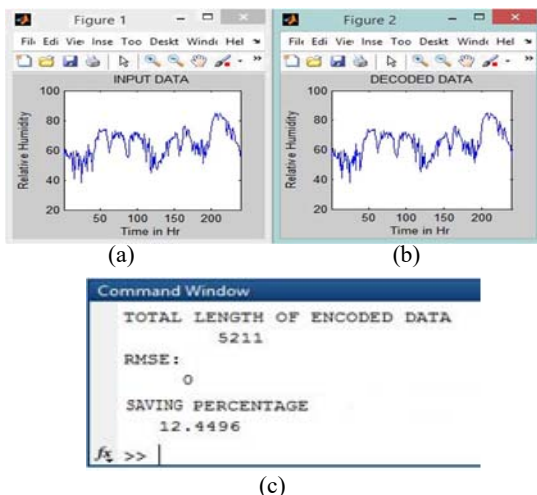 Figure 1
File Edi Vie Inse Too Deskt Wind Hel
INPUT DATA
100
80
60
40
20
Relative Humidity
50 100 150 200
Time in Hr
(a)
Figure 2
File Edi Vie Inse Too Deskt Wind Hel
DECODED DATA
100
80
60
40
20
Relative Humidity
50 100 150 200
Time in Hr
(b)
Command Window
TOTAL LENGTH OF ENCODED DATA
5211
RMSE:
0
SAVING PERCENTAGE
12.4496
fx >>
(c)